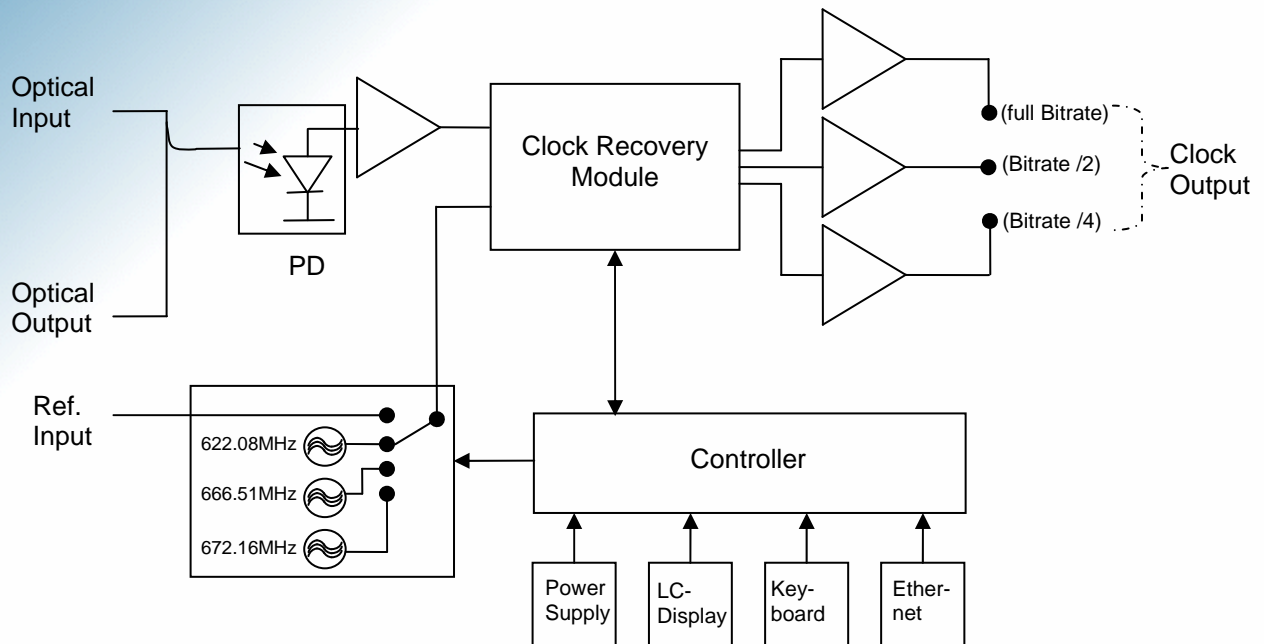 Optical
Input
Clock Recovery
Module
(full Bitrate)
(Bitrate /2)
(Bitrate /4)
Clock
Output
PD
Optical
Output
Ref.
Input
622.08MHz
666.51MHz
672.16MHz
Controller
Power
Supply
LC-
Display
Key-
board
Ether-
net